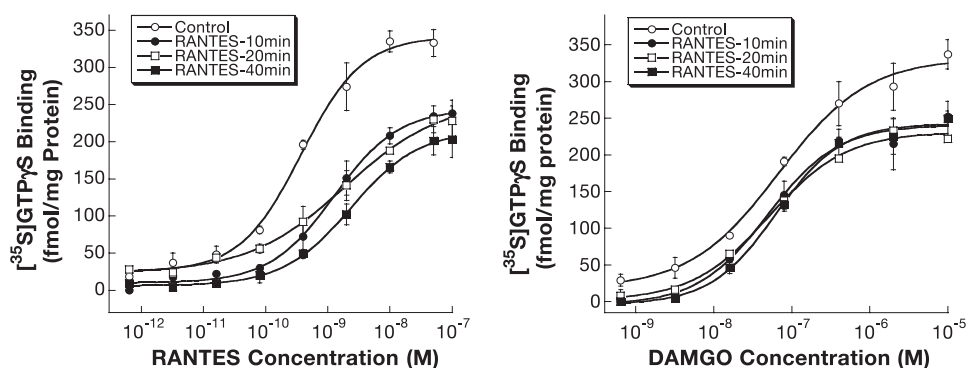 [³⁵S]GTPγS Binding
(fmol/mg Protein)
350
300
250
200
150
100
50
0
Control
RANTES-10min
RANTES-20min
RANTES-40min
10⁻¹² 10⁻¹¹ 10⁻¹⁰ 10⁻⁹ 10⁻⁸ 10⁻⁷
RANTES Concentration (M)
[³⁵S]GTPγS Binding
(fmol/mg protein)
350
300
250
200
150
100
50
0
Control
RANTES-10min
RANTES-20min
RANTES-40min
10⁻⁹ 10⁻⁸ 10⁻⁷ 10⁻⁶ 10⁻⁵
DAMGO Concentration (M)